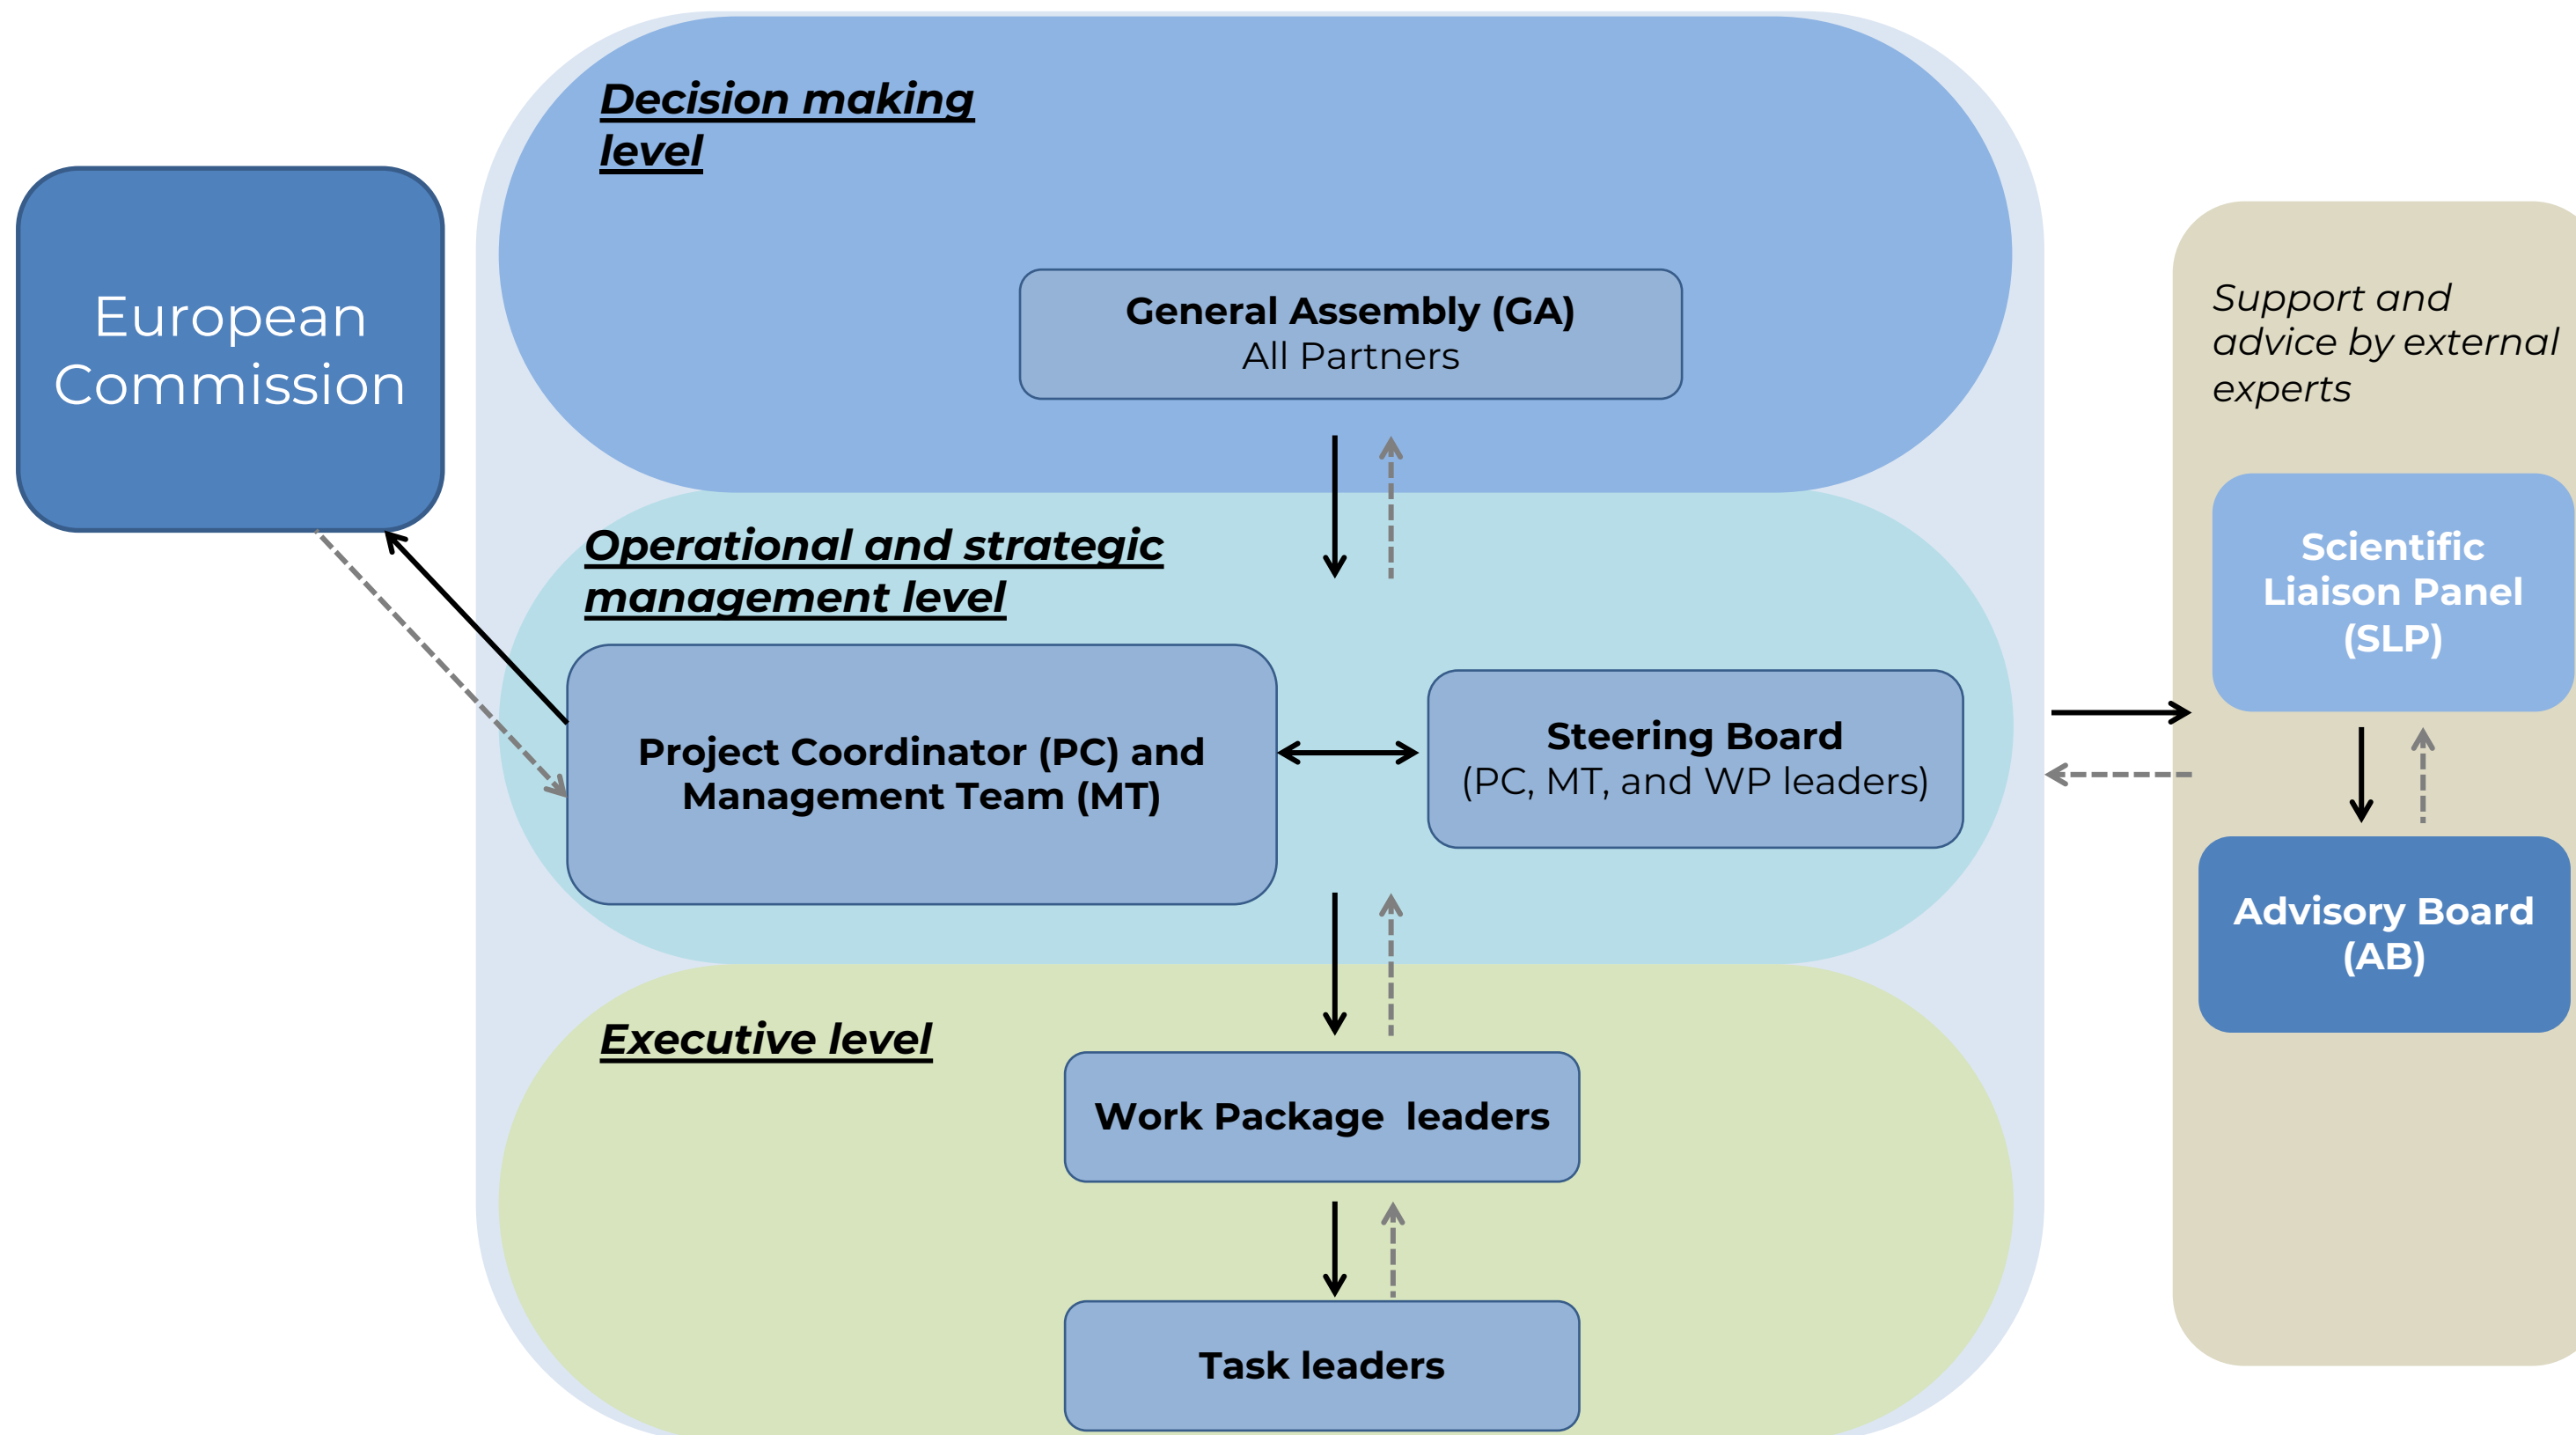 Decision making
level
European
Commission
General Assembly (GA)
All Partners
Support and
advice by external
experts
Operational and strategic
management level
Scientific
Liaison Panel
(SLP)
Project Coordinator (PC) and
Management Team (MT)
Steering Board
(PC, MT, and WP leaders)
Advisory Board
(AB)
Executive level
Work Package  leaders
Task leaders